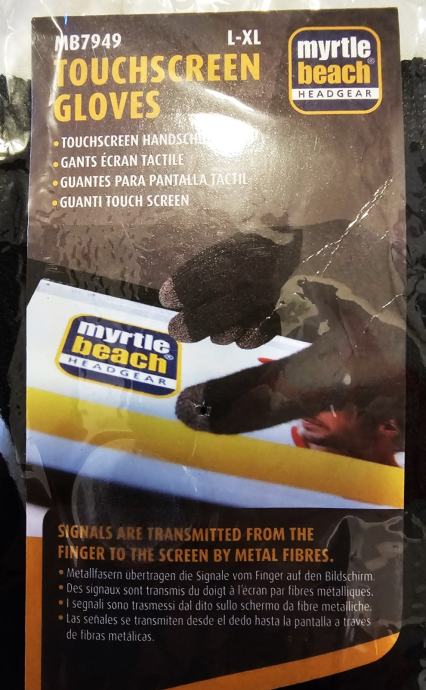 MB7949 L-XL
TOUCHSCREEN
GLOVES
myrtle
beach®
HEADGEAR
• TOUCHSCREEN
• GANTS ÉCRAN TACTILE
• GUANTES PARA PANTALLA TÁCTIL
• GUANTI TOUCH SCREEN
myrtle
beach®
HEADGEAR
SIGNALS ARE TRANSMITTED FROM THE
FINGER TO THE SCREEN BY METAL FIBRES.
• Metallfasern übertragen die Signale vom Finger auf den Bildschirm.
• Des signaux sont transmis du doigt à l'écran par fibres métalliques.
• I segnali sono trasmessi dal dito sullo schermo da fibre metalliche.
• Las señales se transmiten desde el dedo hasta la pantalla a través
de fibras metálicas.